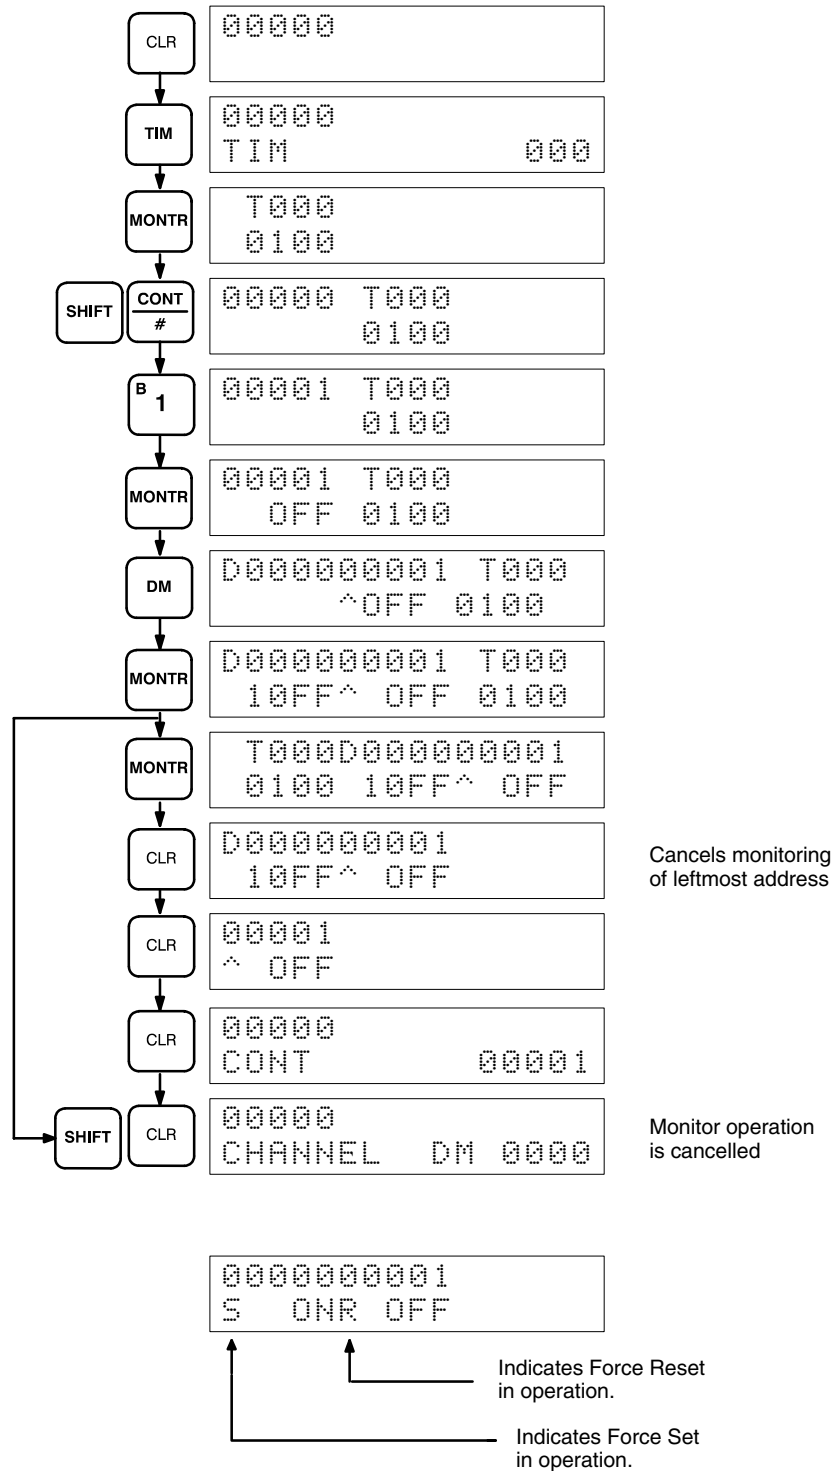 CLR
00000
TIM
00000
TIM 000
MONTR
T000
0100
SHIFT
CONT
#
00000 T000
0100
B
1
00001 T000
0100
MONTR
00001 T000
OFF 0100
DM
D000000001 T000
^OFF 0100
MONTR
D000000001 T000
10FF^ OFF 0100
MONTR
T000D000000001
0100 10FF^ OFF
CLR
D000000001
10FF^ OFF
Cancels monitoring
of leftmost address
CLR
00001
^ OFF
CLR
00000
CONT 00001
SHIFT
CLR
00000
CHANNEL DM 0000
Monitor operation
is cancelled
0000000001
S ONR OFF
Indicates Force Reset
in operation.
Indicates Force Set
in operation.